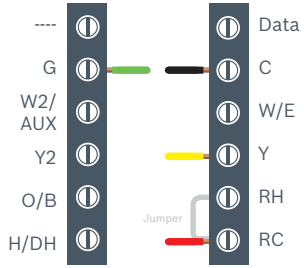 ----
G
W2/
AUX
Y2
O/B
H/DH
Data
C
W/E
Y
RH
RC
Jumper